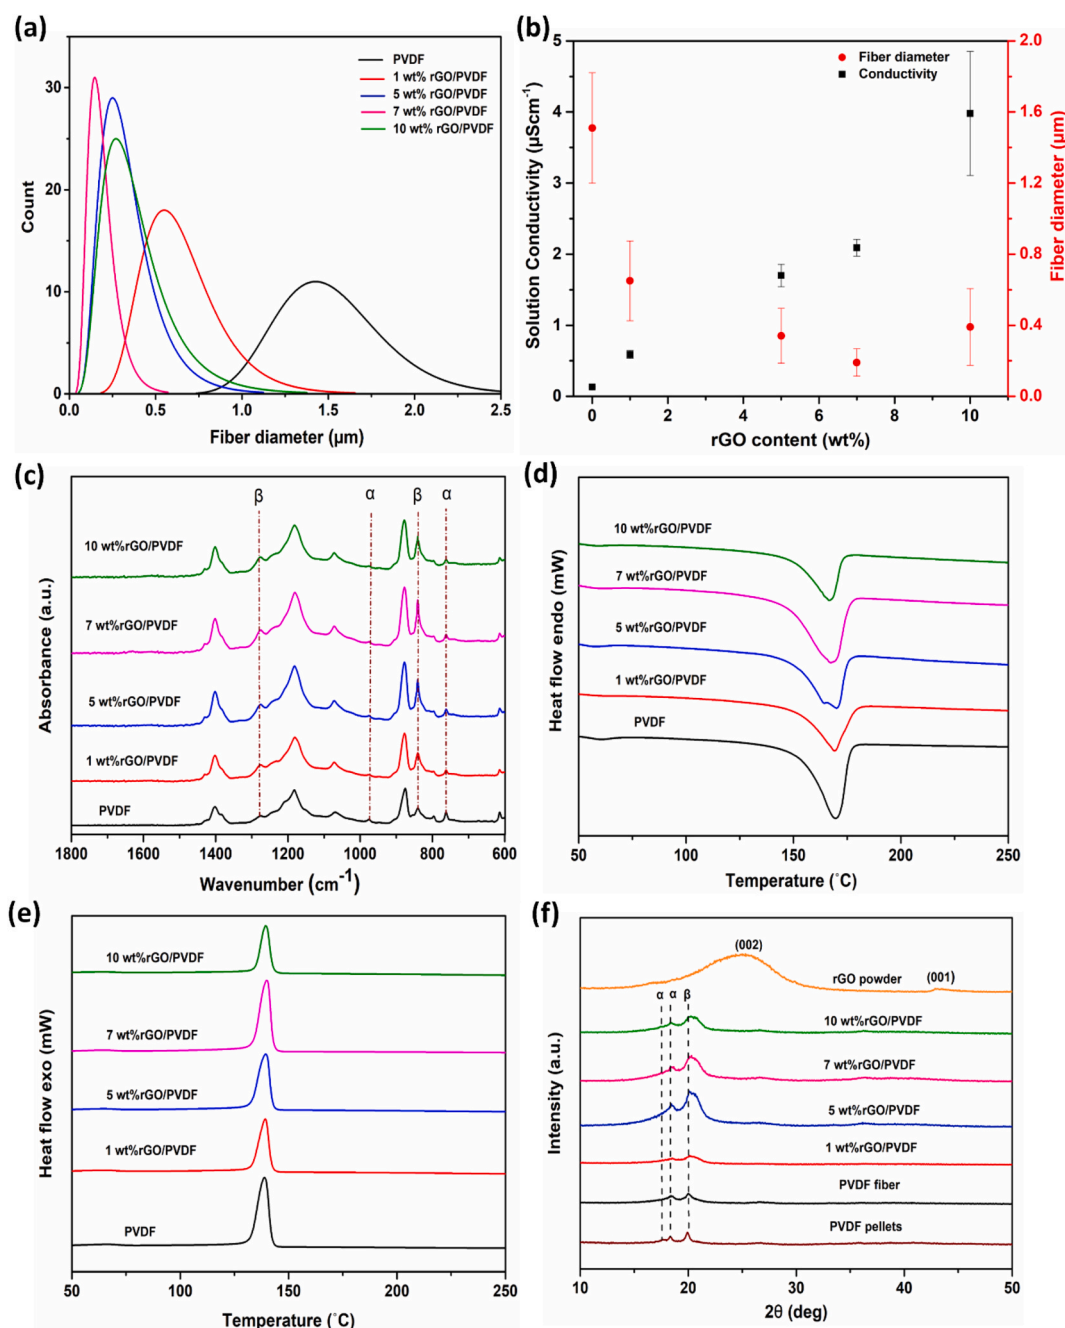 (a)
PVDF
1 wt% rGO/PVDF
5 wt% rGO/PVDF
7 wt% rGO/PVDF
10 wt% rGO/PVDF
Count
30
20
10
0
0.0 0.5 1.0 1.5 2.0 2.5
Fiber diameter (µm)
(b)
Fiber diameter
Conductivity
Solution Conductivity (µScm⁻¹)
5
4
3
2
1
0
0 2 4 6 8 10
rGO content (wt%)
2.0
1.6
1.2
0.8
0.4
0.0
Fiber diameter (µm)
(c)
β α β α
10 wt%rGO/PVDF
7 wt%rGO/PVDF
5 wt%rGO/PVDF
1 wt%rGO/PVDF
PVDF
Absorbance (a.u.)
1800 1600 1400 1200 1000 800 600
Wavenumber (cm⁻¹)
(d)
10 wt%rGO/PVDF
7 wt%rGO/PVDF
5 wt%rGO/PVDF
1 wt%rGO/PVDF
PVDF
Heat flow endo (mW)
50 100 150 200 250
Temperature (˚C)
(e)
10 wt%rGO/PVDF
7 wt%rGO/PVDF
5 wt%rGO/PVDF
1 wt%rGO/PVDF
PVDF
Heat flow exo (mW)
50 100 150 200 250
Temperature (˚C)
(f)
(002)
rGO powder
(001)
α α β
10 wt%rGO/PVDF
7 wt%rGO/PVDF
5 wt%rGO/PVDF
1 wt%rGO/PVDF
PVDF fiber
PVDF pellets
Intensity (a.u.)
10 20 30 40 50
2θ (deg)